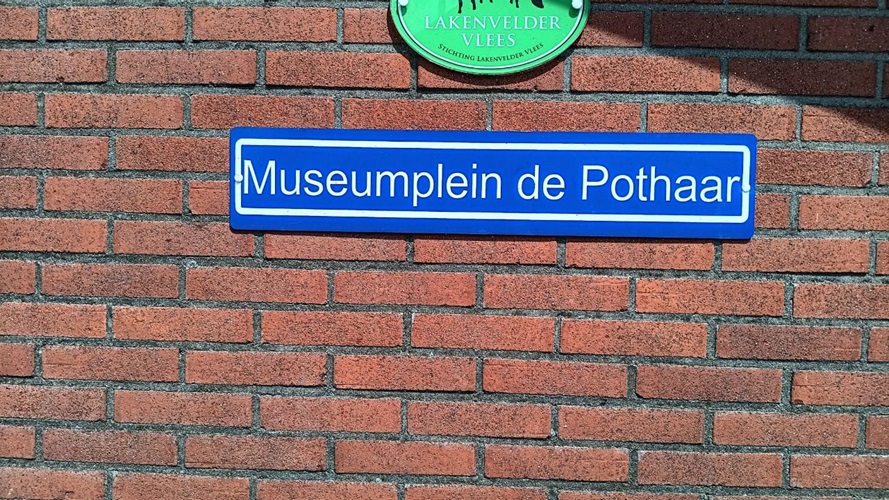 LAKENVELDER
VLEES
STICHTING LAKENVELDER VLEES
Museumplein de Pothaar